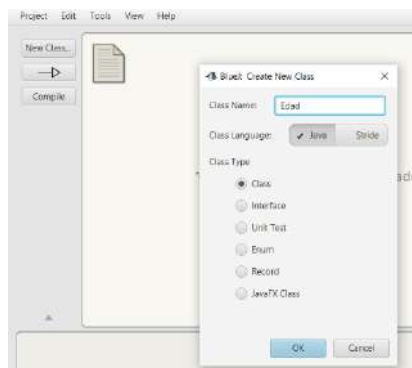 Project Edit Tools View Help
New Class...
Compile
BlueJ: Create New Class
Class Name: Edad
Class Language: Java Stride
Class Type
Class
Interface
Unit Test
Enum
Record
JavaFX Class
OK Cancel